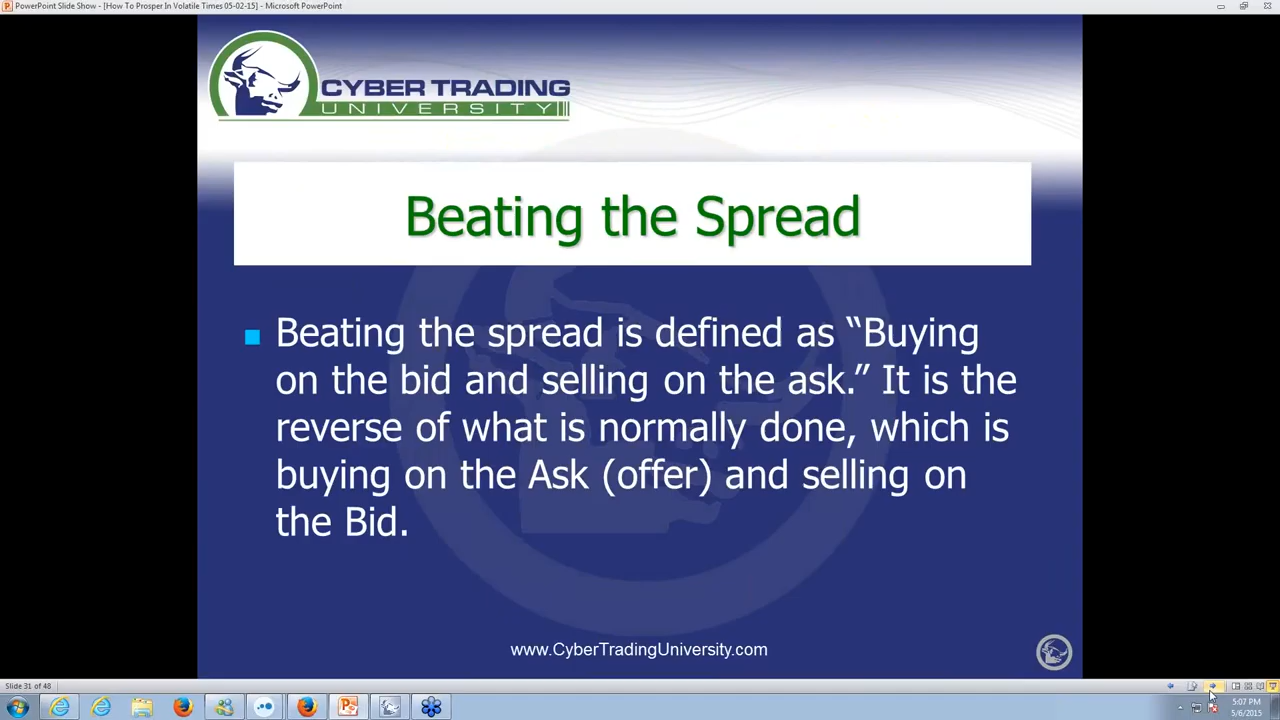 PowerPoint Slide Show - [How To Prosper In Volatile Times 05-02-15] - Microsoft PowerPoint
CYBER TRADING
UNIVERSITY
Beating the Spread
Beating the spread is defined as “Buying
on the bid and selling on the ask.” It is the
reverse of what is normally done, which is
buying on the Ask (offer) and selling on
the Bid.
www.CyberTradingUniversity.com
Slide 31 of 48
5:07 PM
5/6/2015